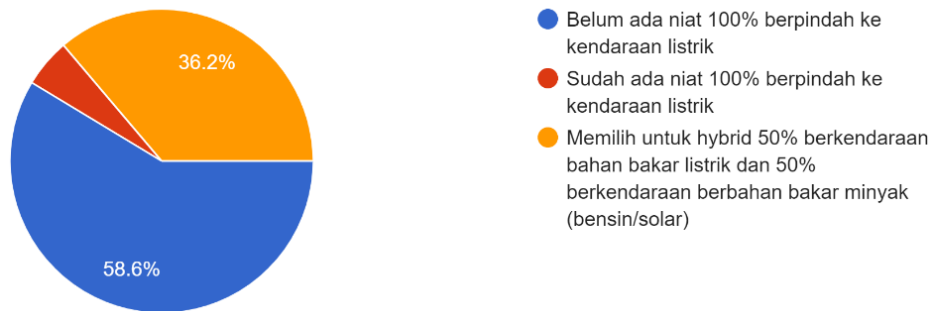 36.2%
58.6%
Belum ada niat 100% berpindah ke
kendaraan listrik
Sudah ada niat 100% berpindah ke
kendaraan listrik
Memilih untuk hybrid 50% berkendaraan
bahan bakar listrik dan 50%
berkendaraan berbahan bakar minyak
(bensin/solar)